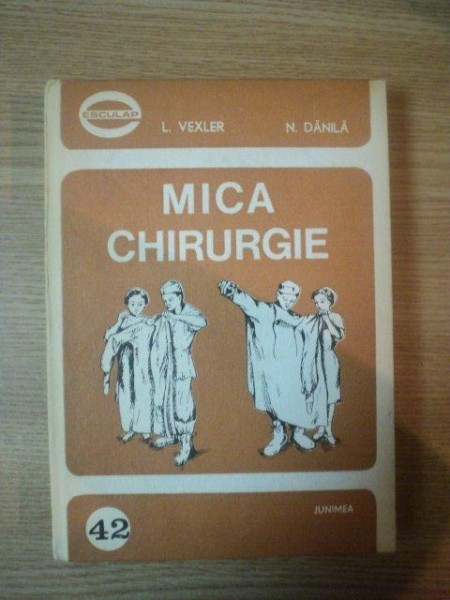 ESCULAP
L. VEXLER N. DĂNILĂ
MICA
CHIRURGIE
42
JUNIMEA